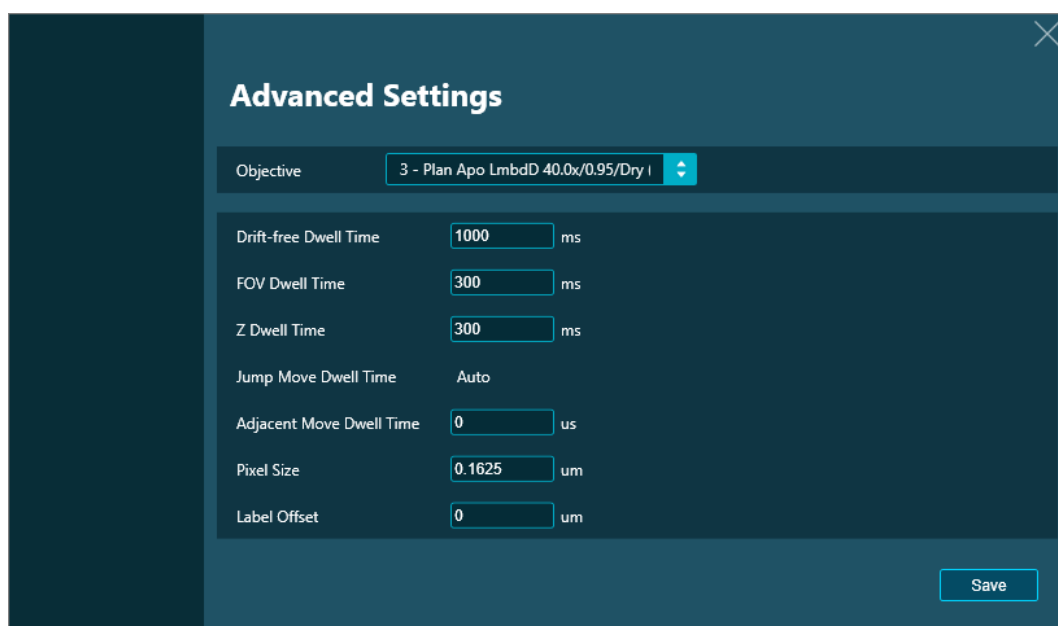 Advanced Settings
Objective 3 - Plan Apo LmbdD 40.0x/0.95/Dry (
Drift-free Dwell Time 1000 ms
FOV Dwell Time 300 ms
Z Dwell Time 300 ms
Jump Move Dwell Time Auto
Adjacent Move Dwell Time 0 us
Pixel Size 0.1625 um
Label Offset 0 um
Save